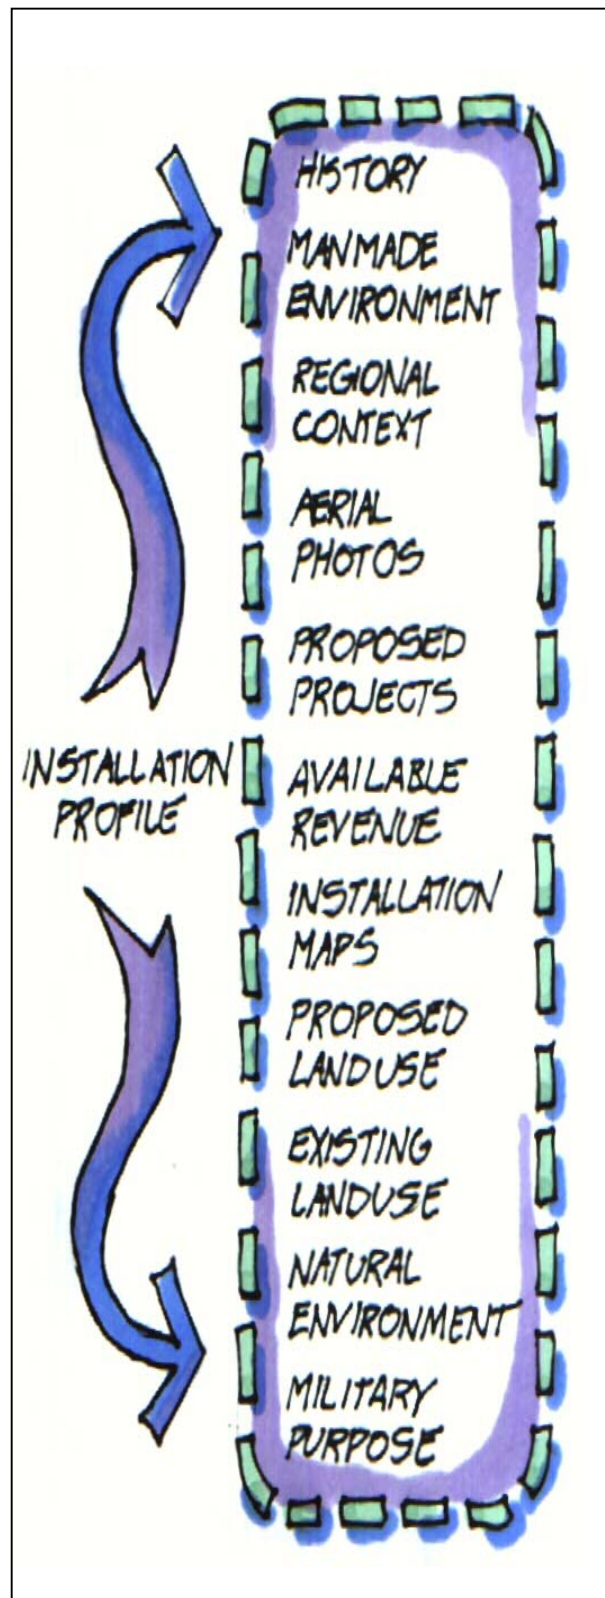 INSTALLATION
PROFILE
HISTORY
MANMADE
ENVIRONMENT
REGIONAL
CONTEXT
AERIAL
PHOTOS
PROPOSED
PROJECTS
AVAILABLE
REVENUE
INSTALLATION
MAPS
PROPOSED
LANDUSE
EXISTING
LANDUSE
NATURAL
ENVIRONMENT
MILITARY
PURPOSE